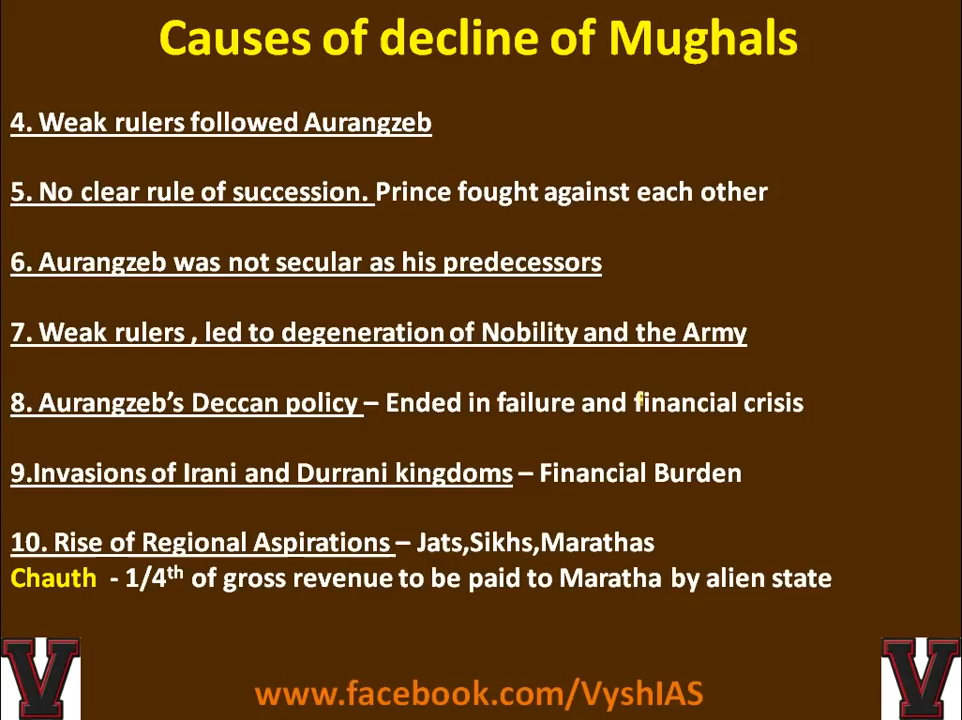 Causes of decline of Mughals
4. Weak rulers followed Aurangzeb
5. No clear rule of succession. Prince fought against each other
6. Aurangzeb was not secular as his predecessors
7. Weak rulers , led to degeneration of Nobility and the Army
8. Aurangzeb’s Deccan policy – Ended in failure and financial crisis
9.Invasions of Irani and Durrani kingdoms – Financial Burden
10. Rise of Regional Aspirations – Jats,Sikhs,Marathas
Chauth - 1/4th of gross revenue to be paid to Maratha by alien state
V www.facebook.com/VyshIAS V